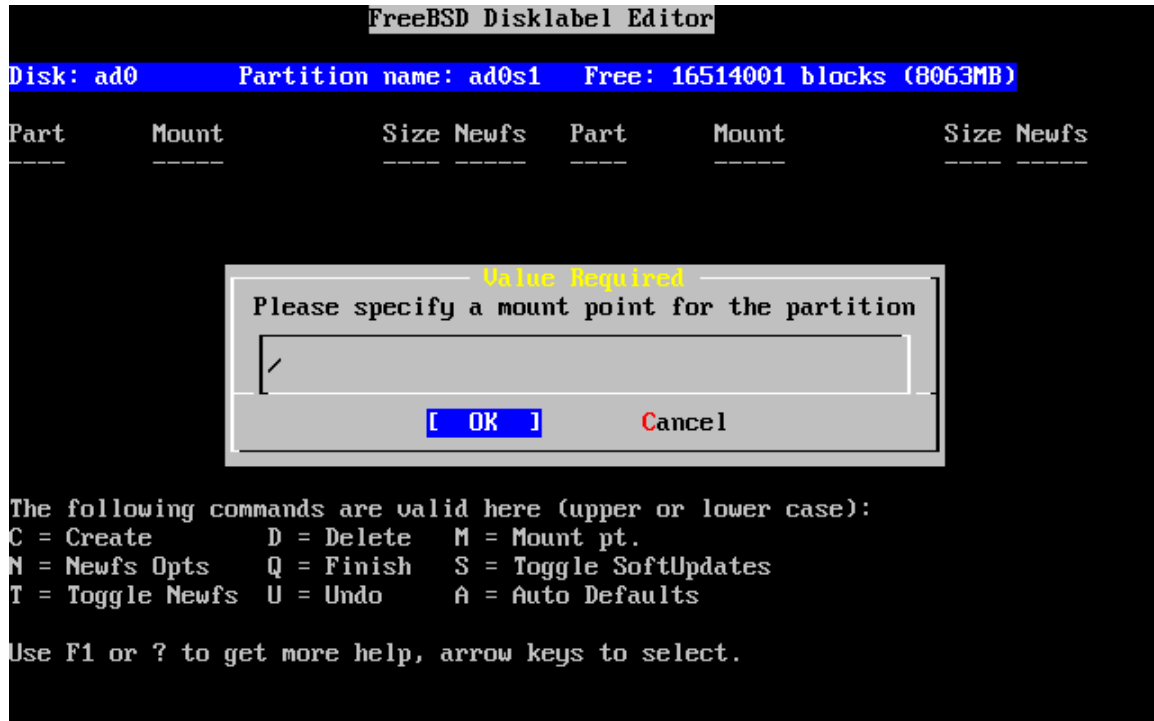 FreeBSD Disklabel Editor
Disk: ad0 Partition name: ad0s1 Free: 16514001 blocks (8063MB)
Part Mount Size Newfs Part Mount Size Newfs
---- ----- ---- ----- ---- ----- ---- -----
Value Required
Please specify a mount point for the partition
/
[ OK ] Cancel
The following commands are valid here (upper or lower case):
C = Create D = Delete M = Mount pt.
N = Newfs Opts Q = Finish S = Toggle SoftUpdates
T = Toggle Newfs U = Undo A = Auto Defaults
Use F1 or ? to get more help, arrow keys to select.